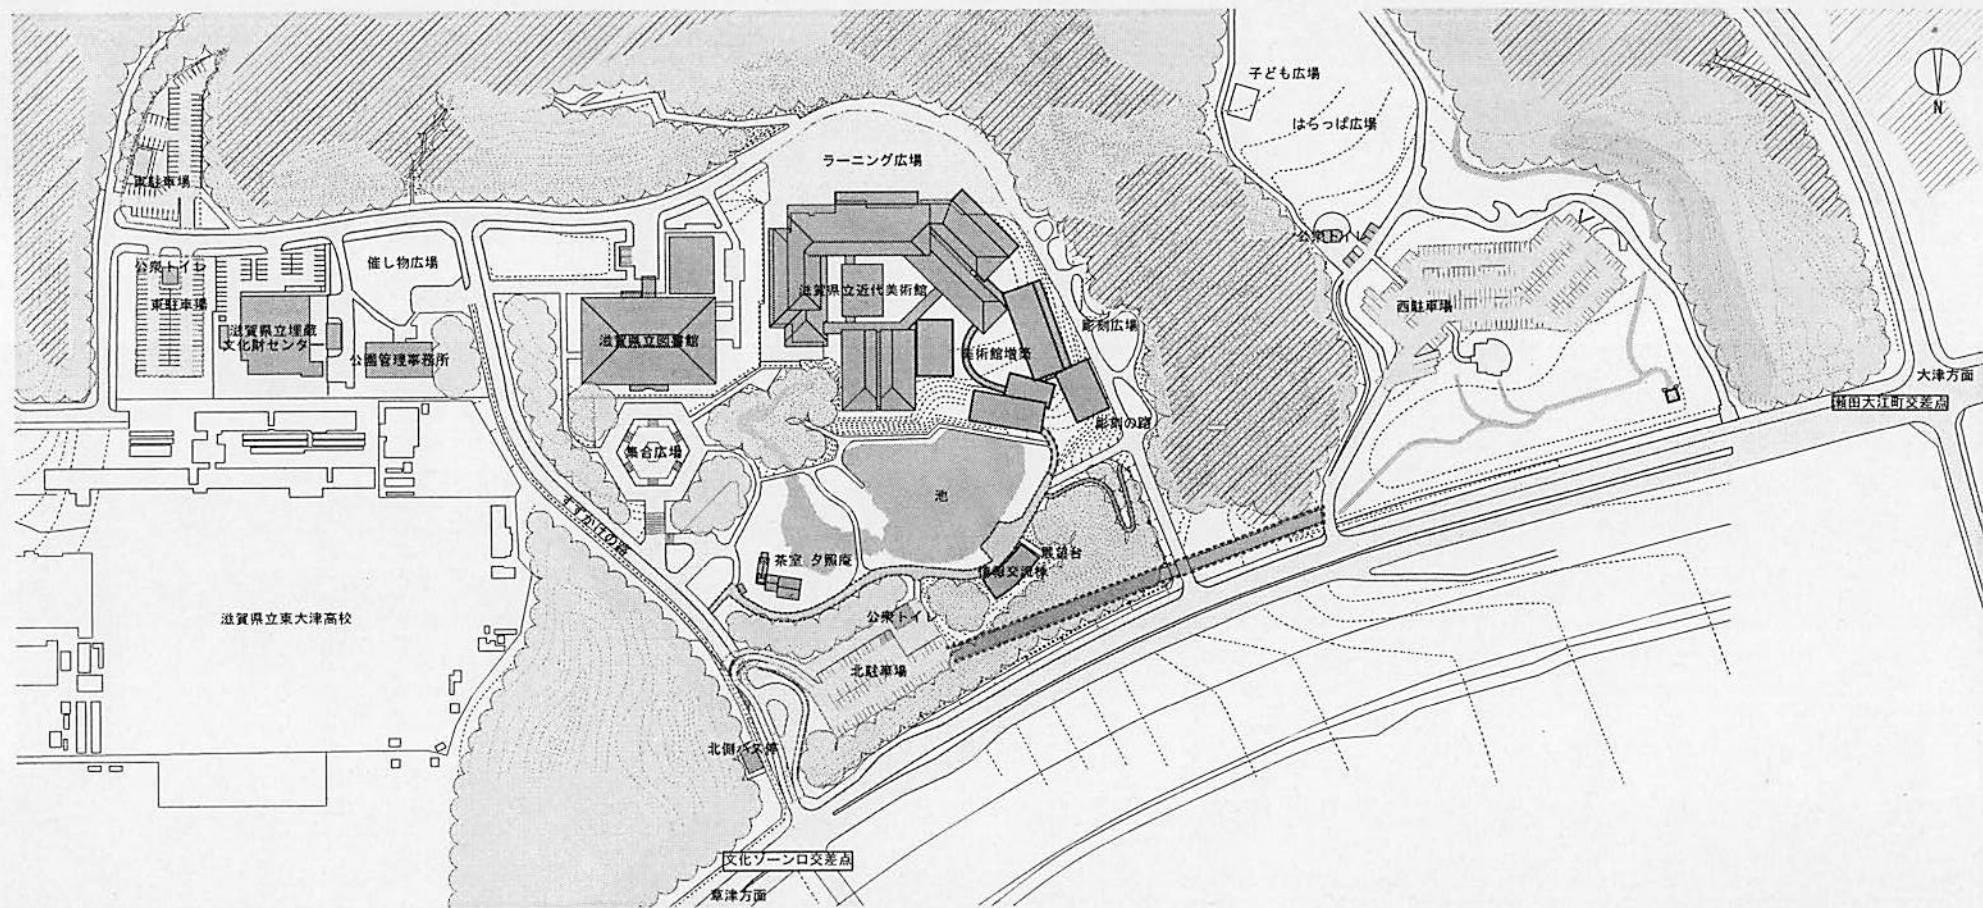 子ども広場
はらっぱ広場
N
ラーニング広場
東駐車場
公衆トイレ
催し物広場
公衆トイレ
東駐車場
滋賀県立近代美術館
西駐車場
彫刻広場
滋賀県立埋蔵
文化財センター
滋賀県立図書館
公園管理事務所
美術館増築
大津方面
瀬田大江町交差点
彫刻の路
集合広場
池
すずかけの路
茶室 夕照庵
展望台
情報交流棟
滋賀県立東大津高校
公衆トイレ
北駐車場
北側バス停
文化ゾーン口交差点
草津方面